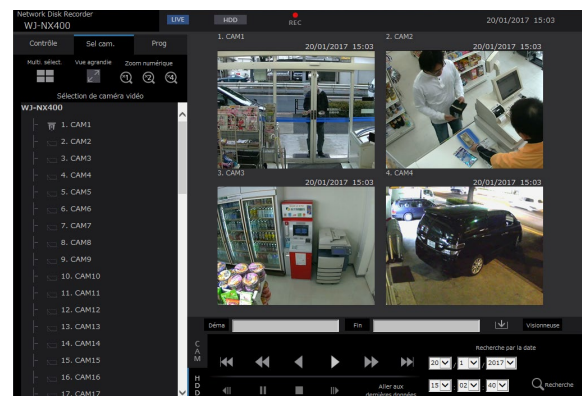 Network Disk Recorder
WJ-NX400
LIVE
HDD
REC
20/01/2017 15:03
Contrôle
Sel cam.
Prog
Multi. sélect.
Vue agrandie
Zoom numérique
x1 x2 x4
Sélection de caméra vidéo
WJ-NX400
1. CAM1
2. CAM2
3. CAM3
4. CAM4
5. CAM5
6. CAM6
7. CAM7
8. CAM8
9. CAM9
10. CAM10
11. CAM11
12. CAM12
13. CAM13
14. CAM14
15. CAM15
16. CAM16
17. CAM17
1. CAM1
20/01/2017 15:03
2. CAM2
20/01/2017 15:03
3. CAM3
20/01/2017 15:03
4. CAM4
20/01/2017 15:03
Déma
Fin
Visionneuse
CAM
HDD
Recherche par la date
20 / 1 / 2017
15 : 02 : 40
Recherche
Aller aux
dernières données